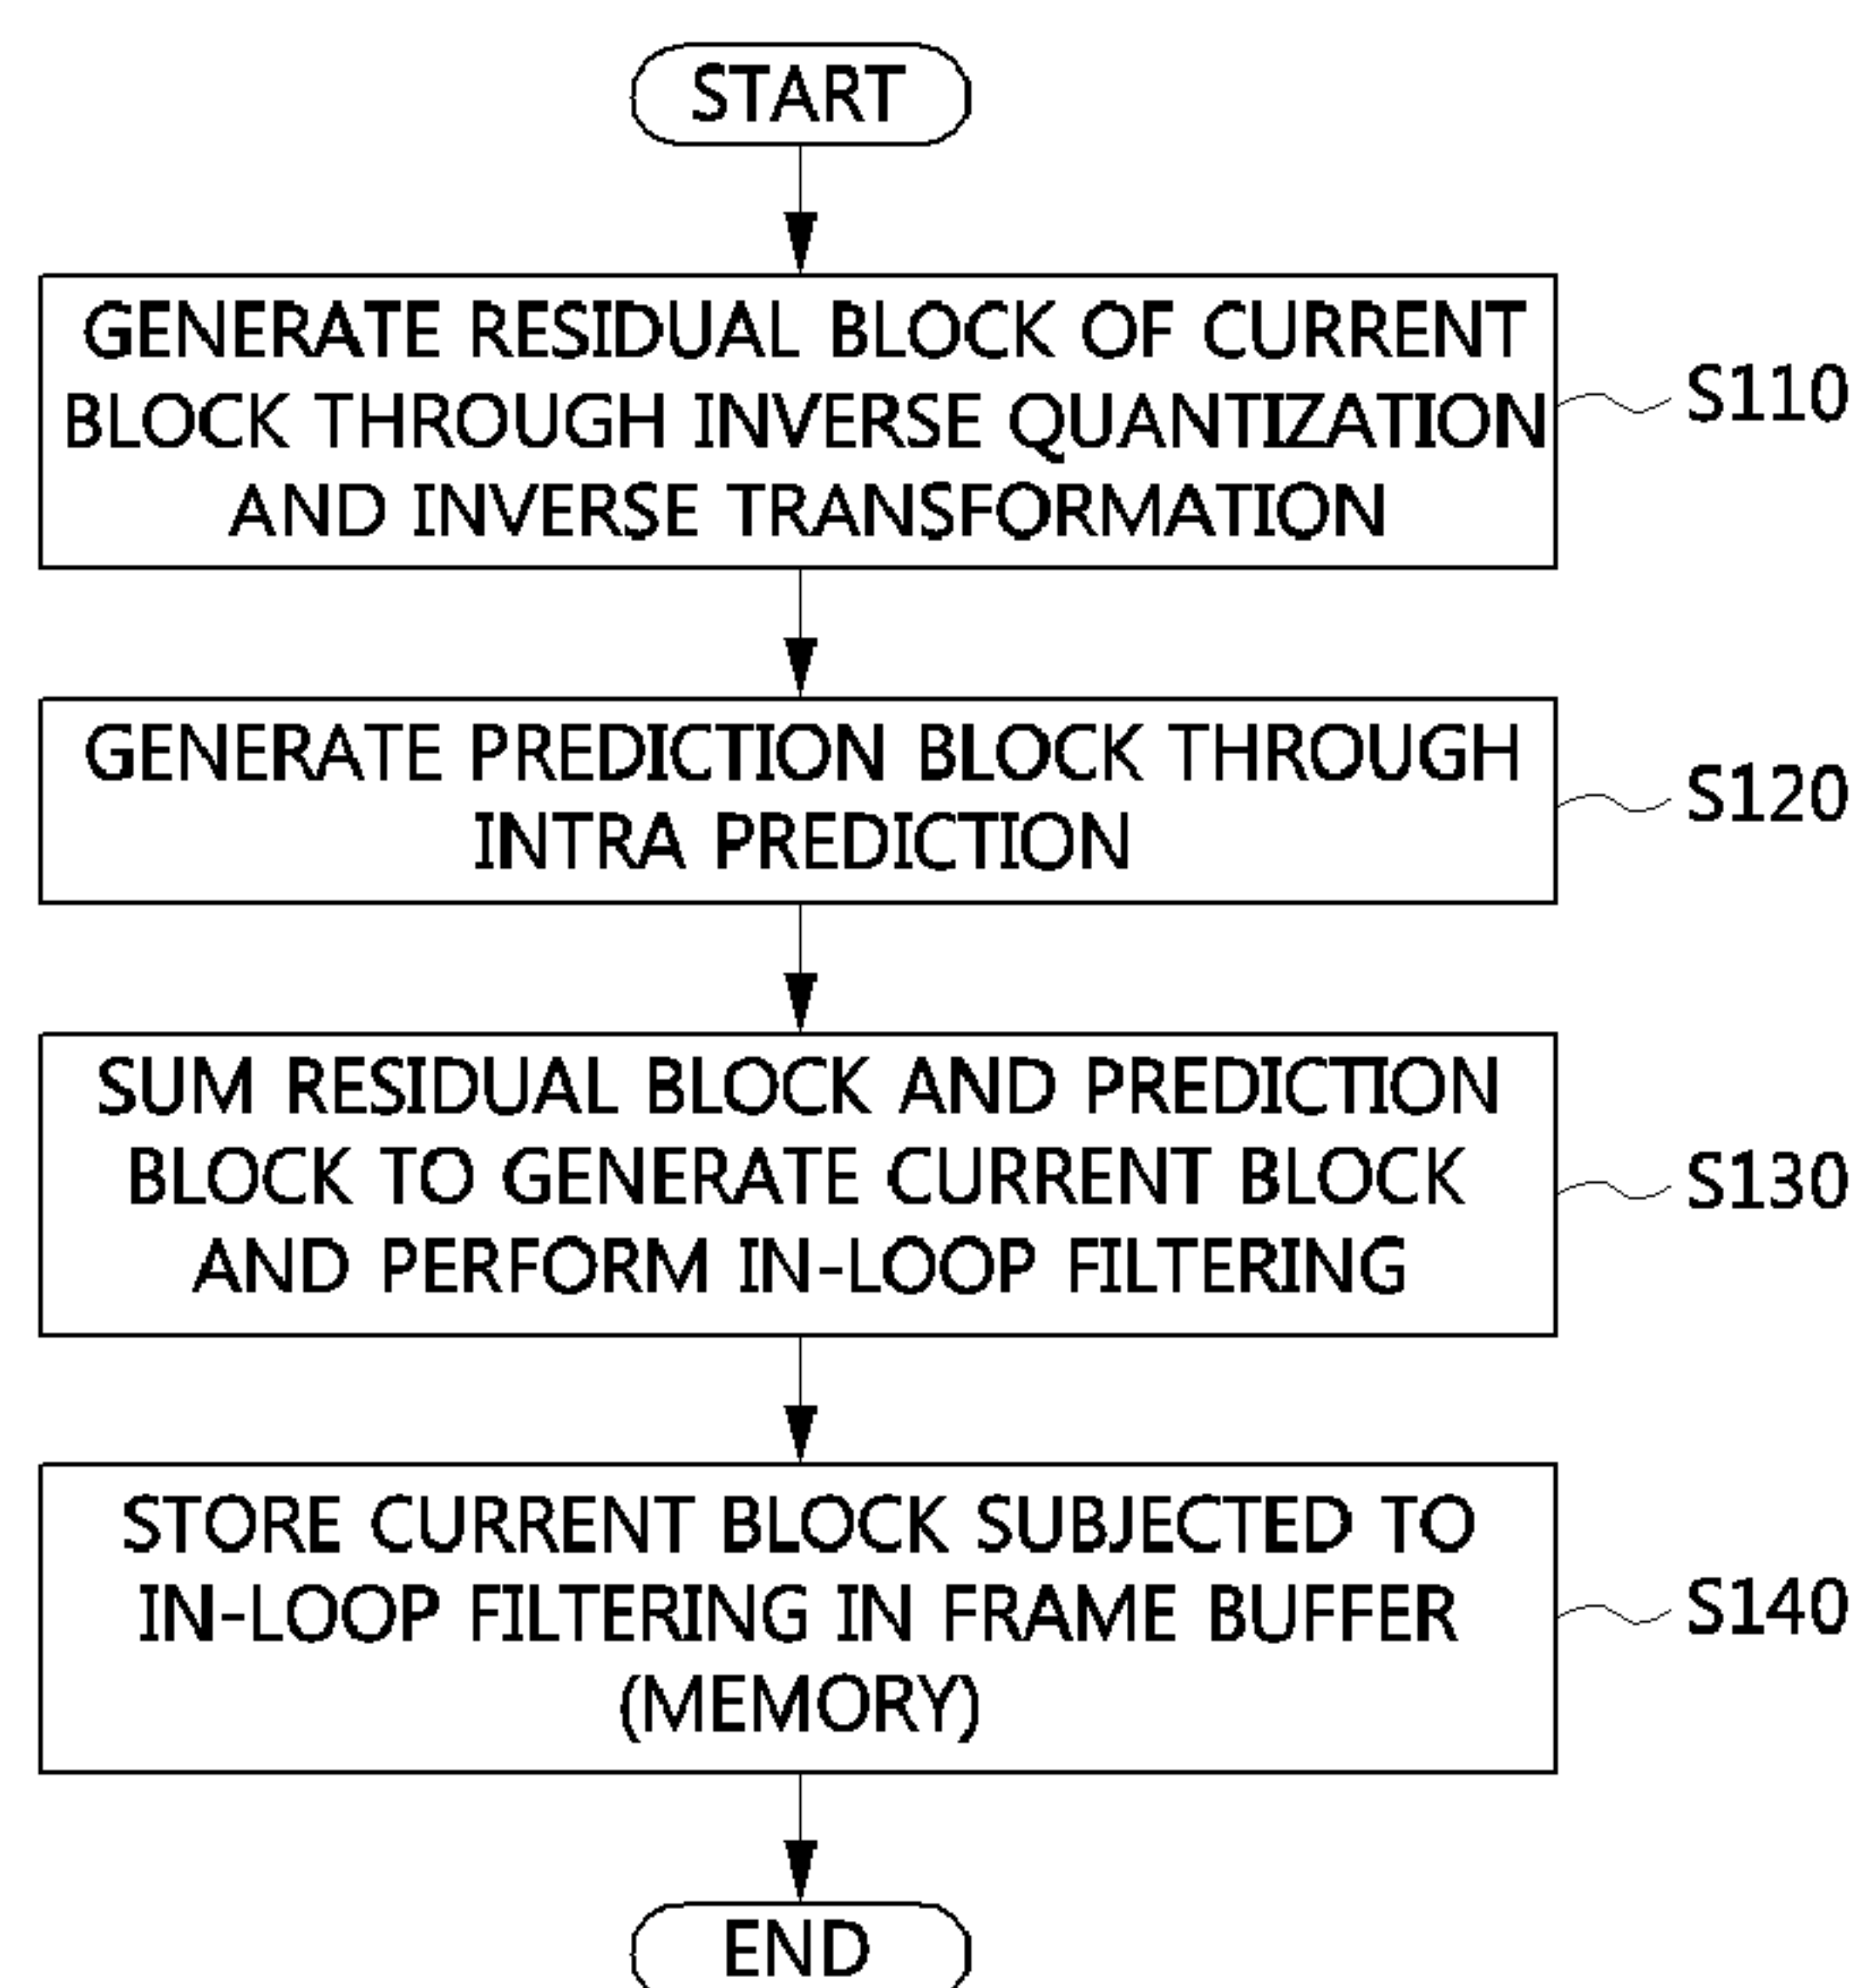 START
GENERATE RESIDUAL BLOCK OF CURRENT
BLOCK THROUGH INVERSE QUANTIZATION
AND INVERSE TRANSFORMATION
S110
GENERATE PREDICTION BLOCK THROUGH
INTRA PREDICTION
S120
SUM RESIDUAL BLOCK AND PREDICTION
BLOCK TO GENERATE CURRENT BLOCK
AND PERFORM IN-LOOP FILTERING
S130
STORE CURRENT BLOCK SUBJECTED TO
IN-LOOP FILTERING IN FRAME BUFFER
(MEMORY)
S140
END